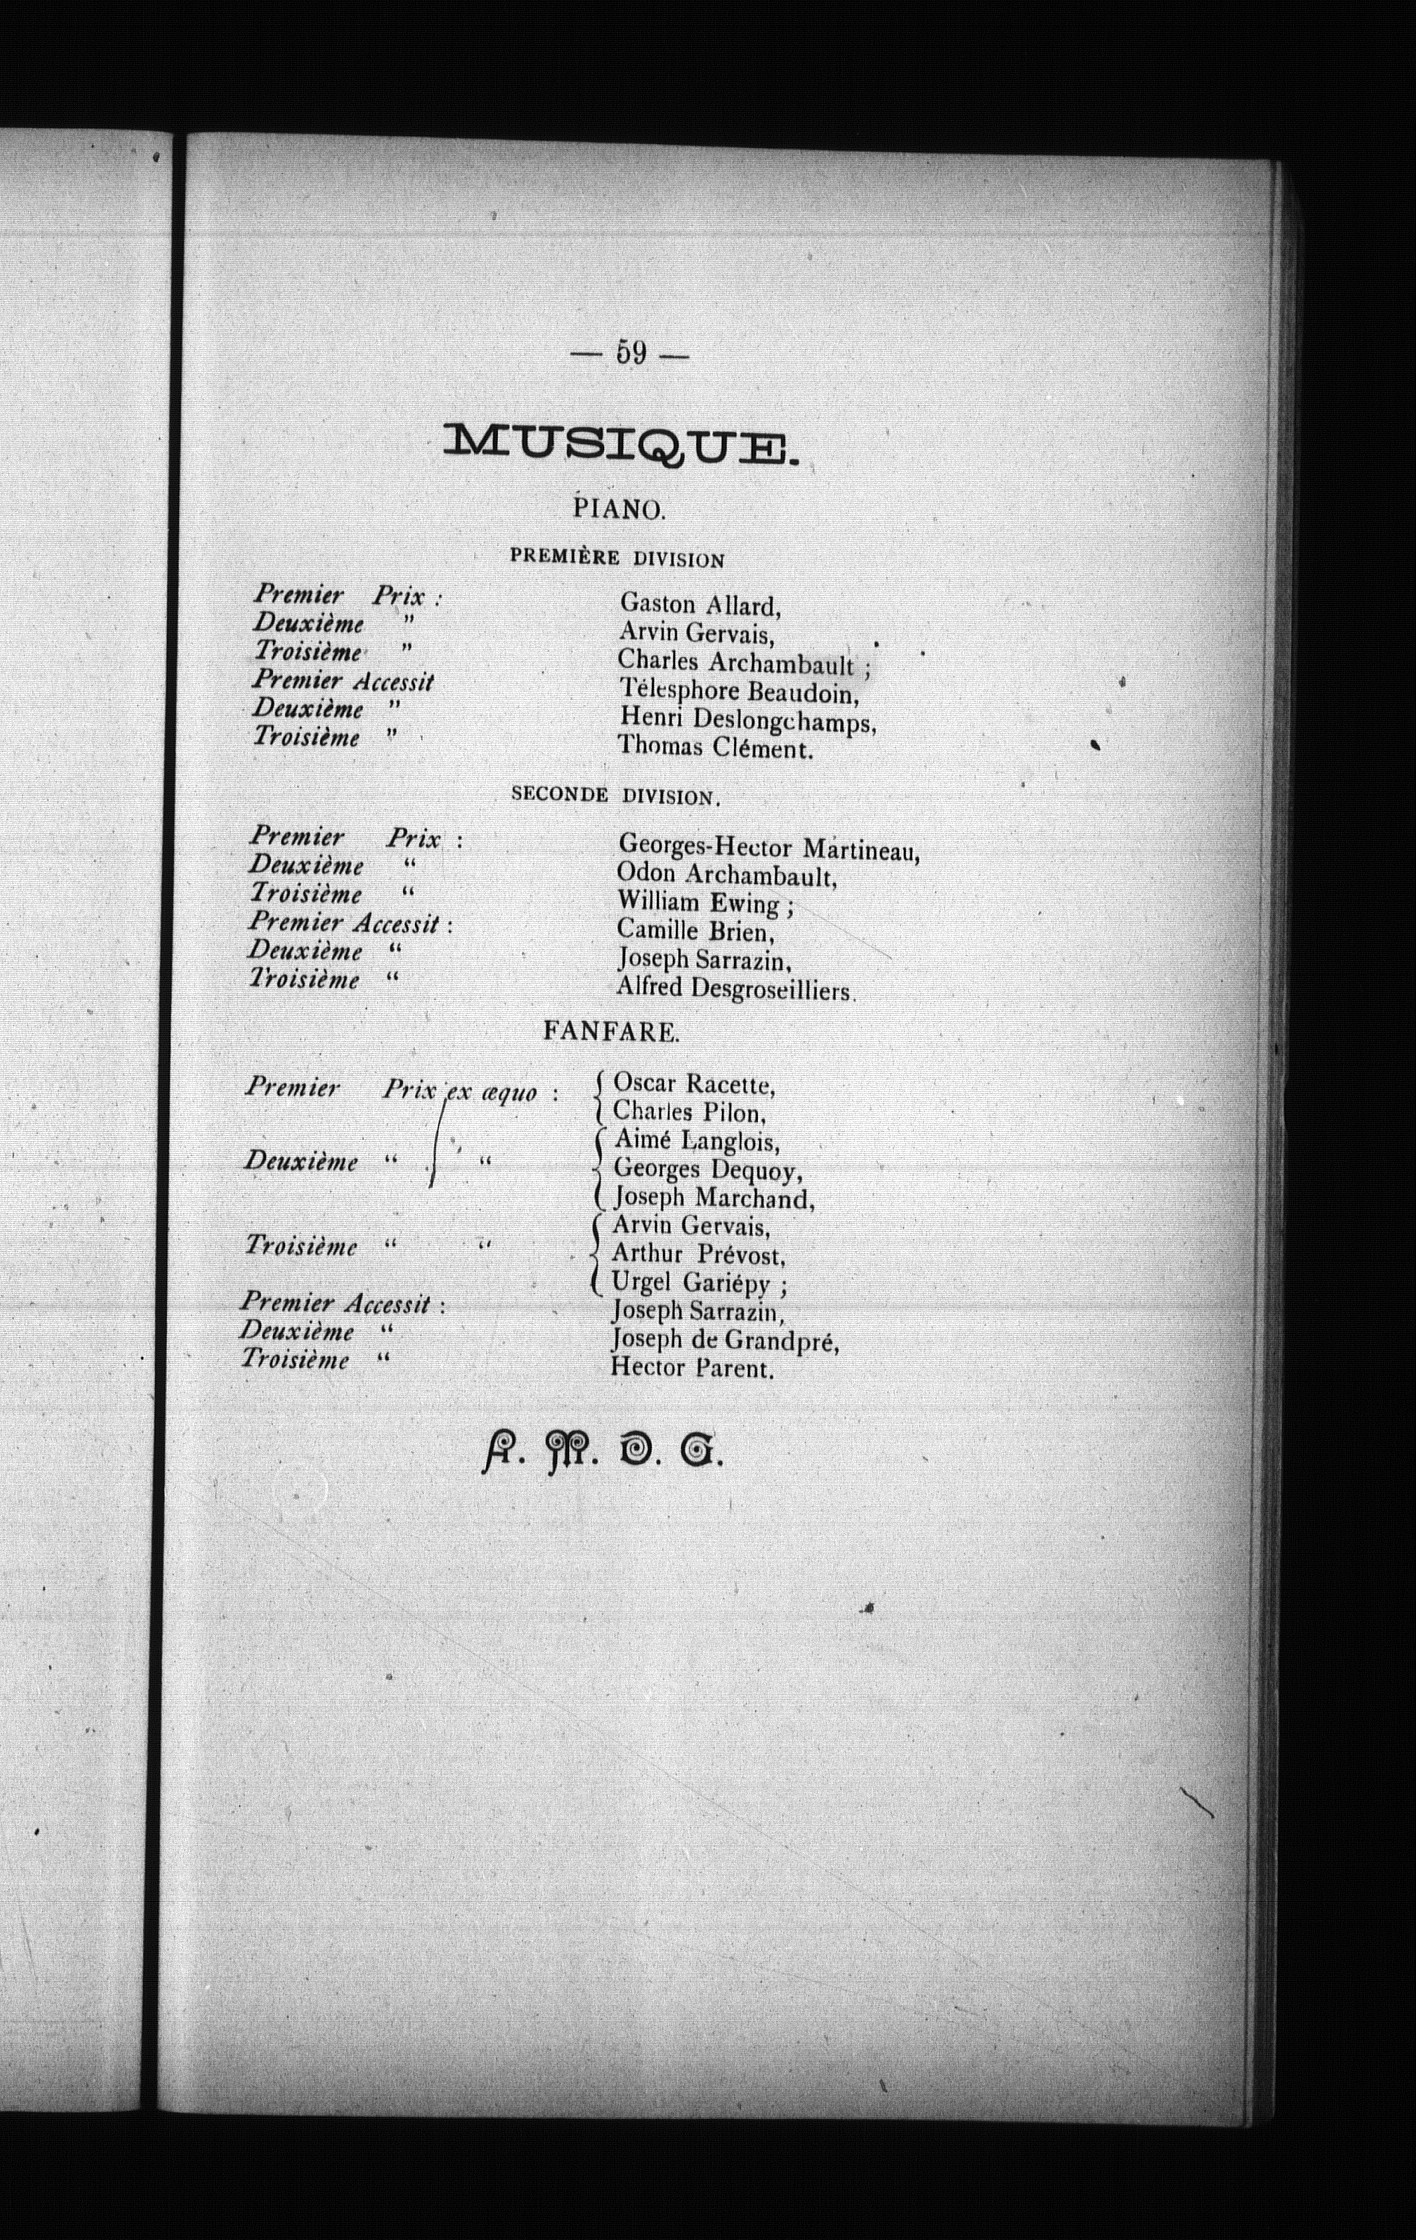 — 59 —
MUSIQUE.
PIANO.
PREMIÈRE DIVISION
Premier Prix : Gaston Allard,
Deuxième " Arvin Gervais,
Troisième " Charles Archambault ;
Premier Accessit Télesphore Beaudoin,
Deuxième " Henri Deslongchamps,
Troisième " Thomas Clément.
SECONDE DIVISION.
Premier Prix : Georges-Hector Martineau,
Deuxième “ Odon Archambault,
Troisième “ William Ewing ;
Premier Accessit : Camille Brien,
Deuxième “ Joseph Sarrazin,
Troisième “ Alfred Desgroseilliers.
FANFARE.
Premier Prix ex æquo : { Oscar Racette,
Charles Pilon,
{ Aimé Langlois,
Deuxième “ “ Georges Dequoy,
Joseph Marchand,
{ Arvin Gervais,
Troisième “ “ Arthur Prévost,
Urgel Gariépy ;
Premier Accessit : Joseph Sarrazin,
Deuxième “ Joseph de Grandpré,
Troisième “ Hector Parent.
A. M. D. G.